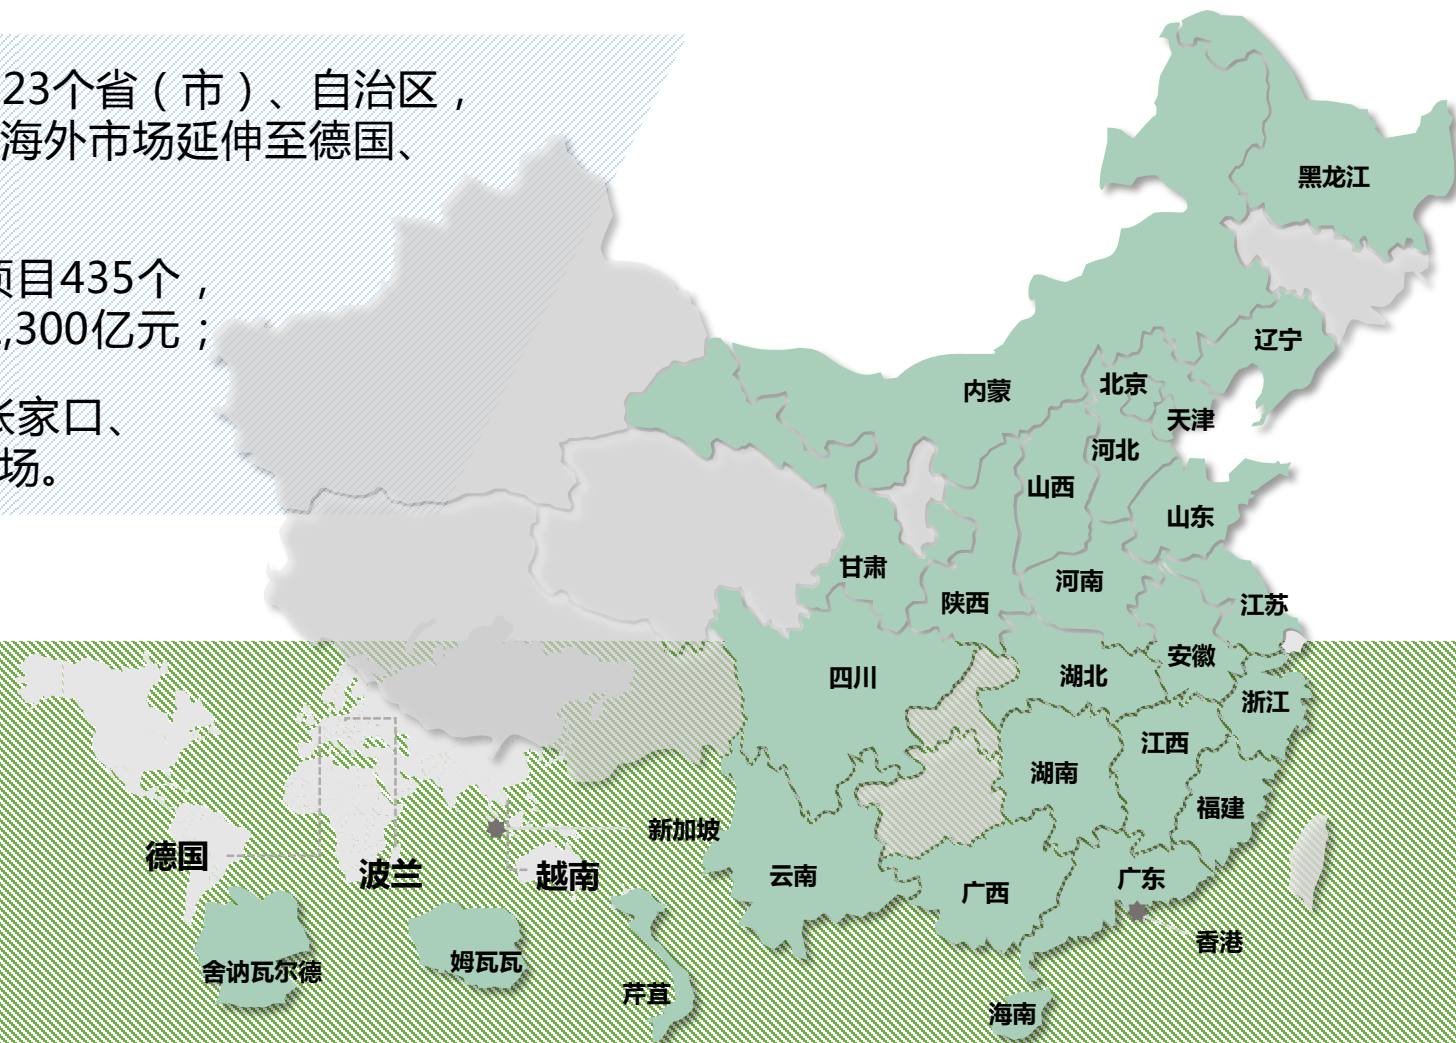 23个省（市）、自治区，
海外市场延伸至德国、
项目435个，
,300亿元；
张家口、
场。
黑龙江
辽宁
内蒙
北京
天津
河北
山西
山东
甘肃
陕西
河南
江苏
四川
湖北
安徽
浙江
江西
湖南
福建
新加坡
德国
波兰
越南
云南
广西
广东
香港
舍讷瓦尔德
姆瓦瓦
芹苴
海南